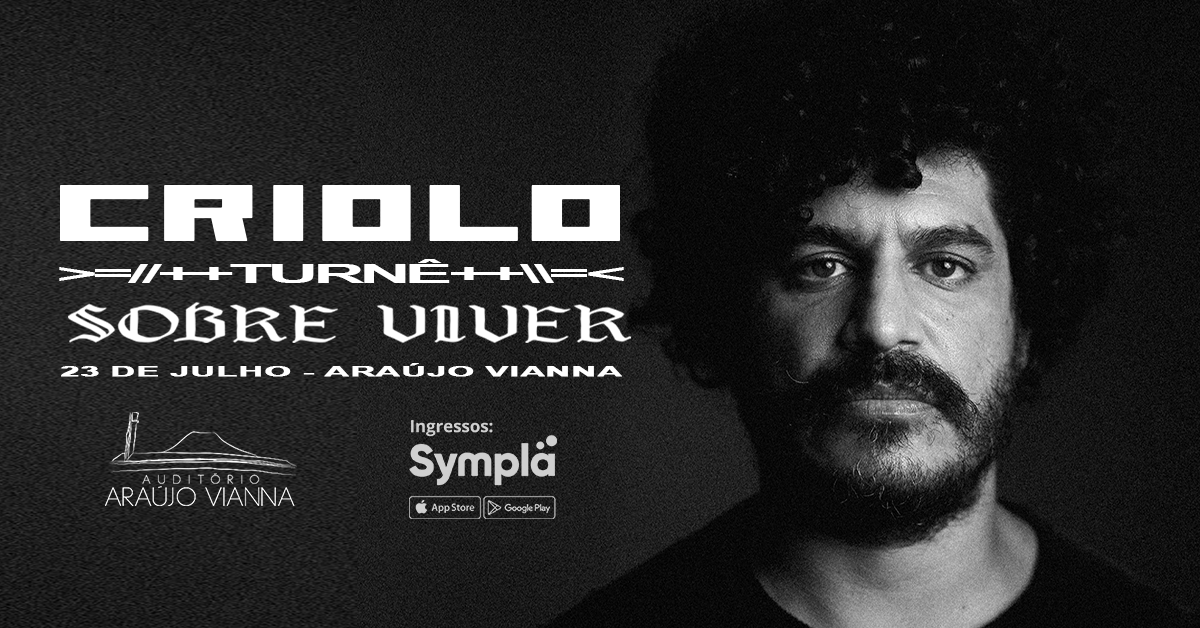 CRIOLO
>=//++TURNÊ++\\=<
SOBRE VIVER
23 DE JULHO - ARAÚJO VIANNA
AUDITÓRIO
ARAÚJO VIANNA
Ingressos:
Sympla
App Store
Google Play